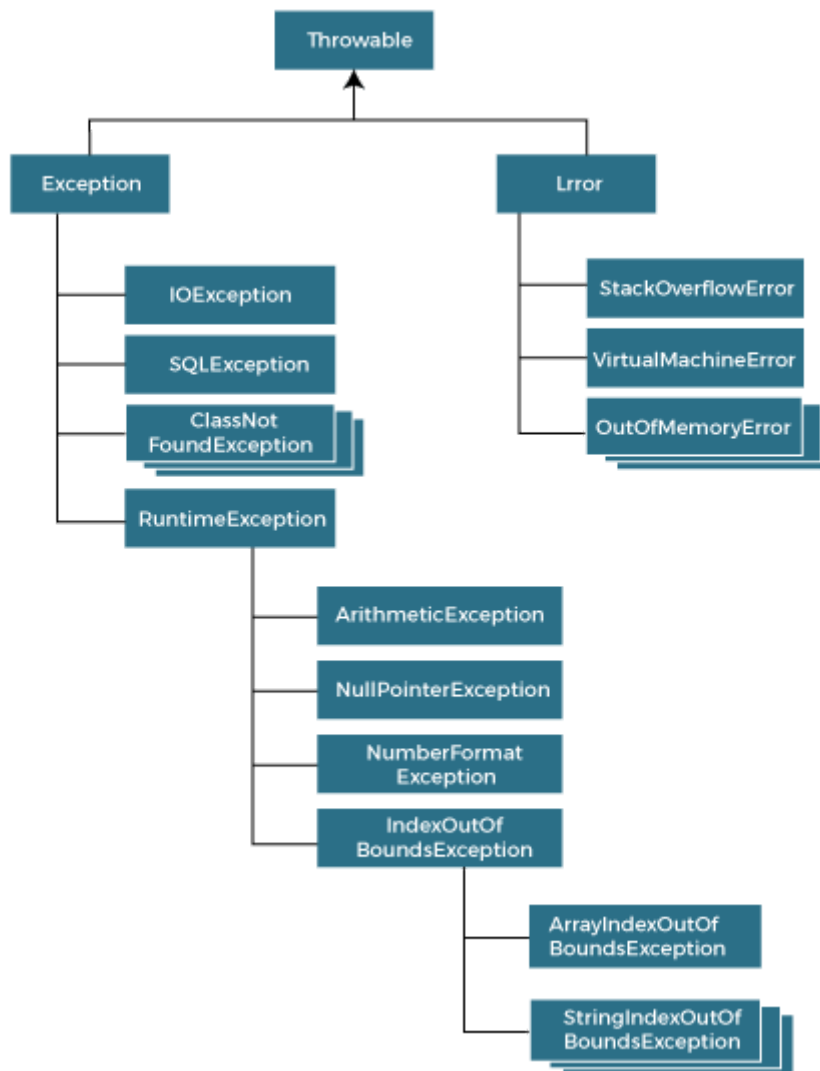 Throwable
Exception
Lrror
IOException
StackOverflowError
SQLException
VirtualMachineError
ClassNot
FoundException
OutOfMemoryError
RuntimeException
ArithmeticException
NullPointerException
NumberFormat
Exception
IndexOutOf
BoundsException
ArrayIndexOutOf
BoundsException
StringIndexOutOf
BoundsException